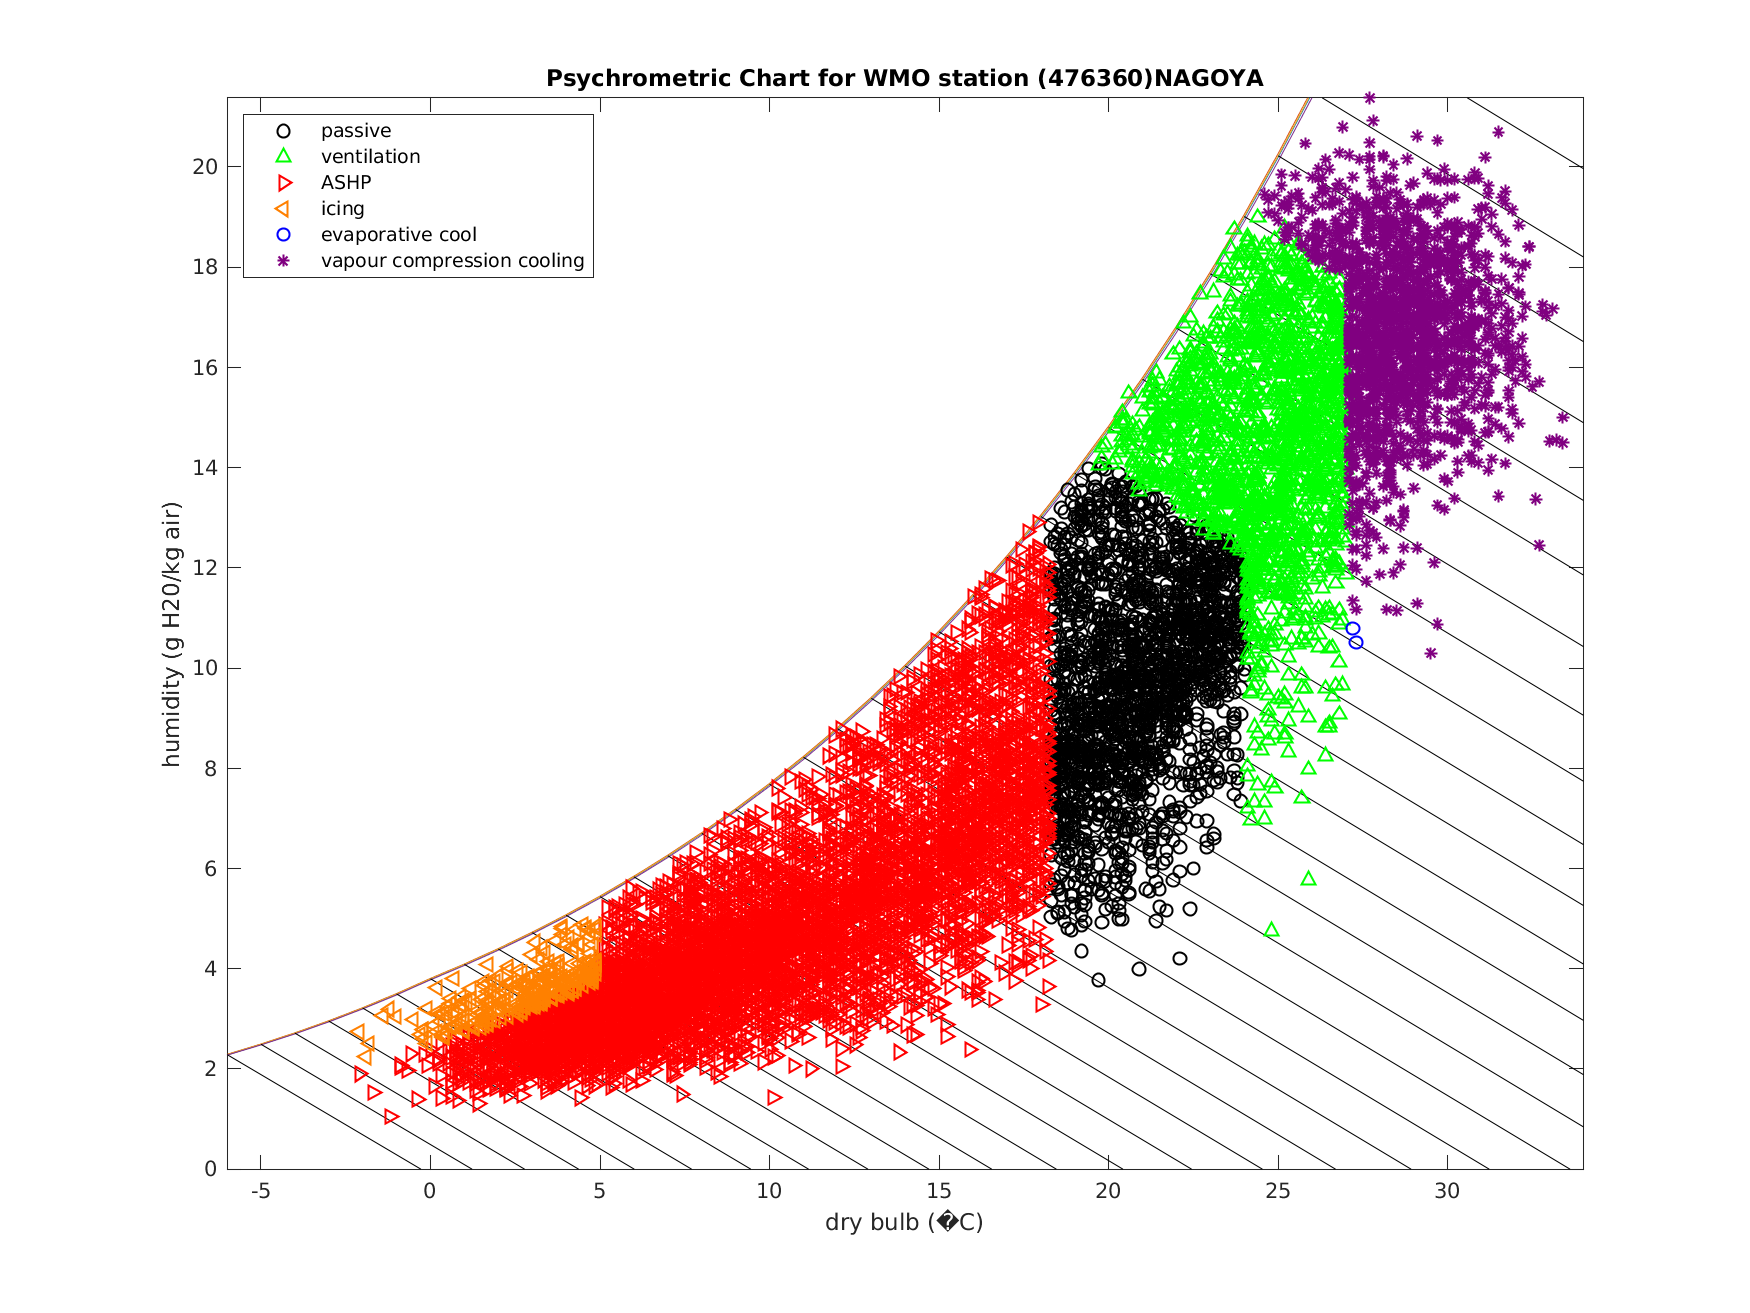 Psychrometric Chart for WMO station (476360)NAGOYA
passive
ventilation
ASHP
icing
evaporative cool
vapour compression cooling
humidity (g H20/kg air)
20
18
16
14
12
10
8
6
4
2
0
-5 0 5 10 15 20 25 30
dry bulb (�C)